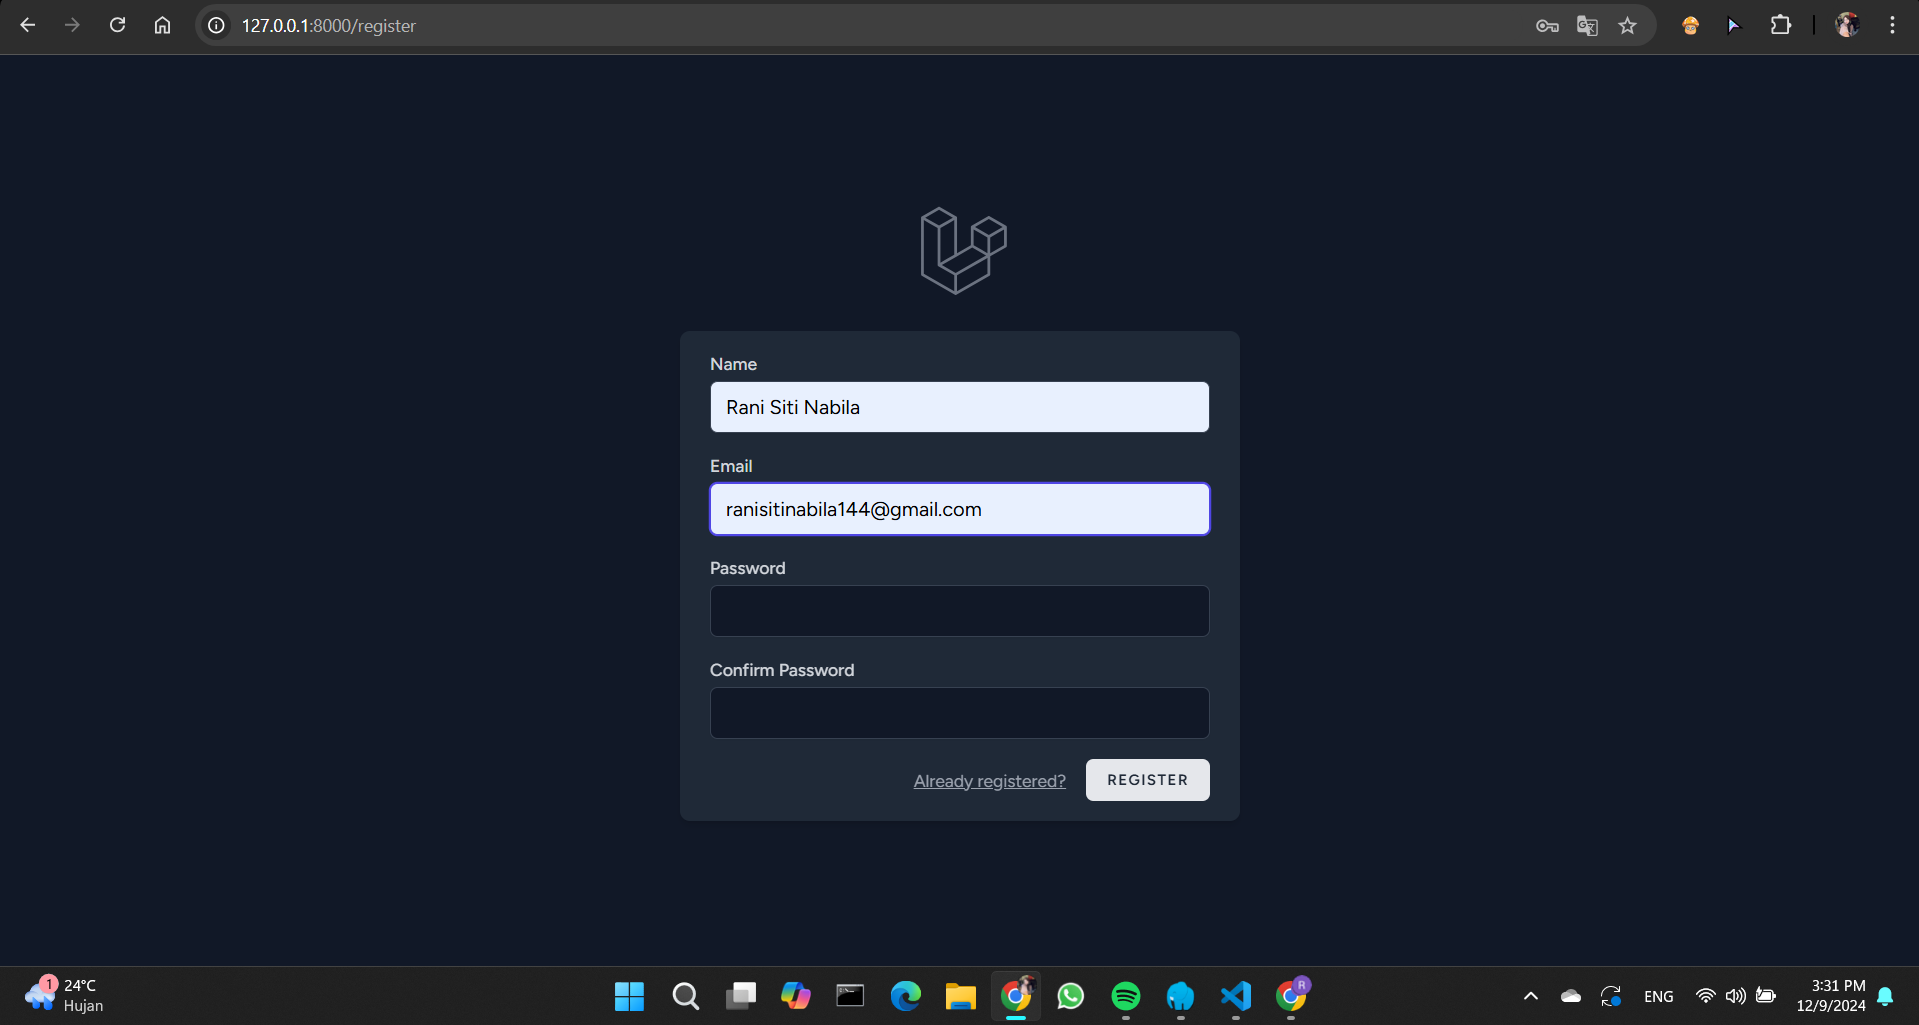 127.0.0.1:8000/register
Name
Rani Siti Nabila
Email
ranisitinabila144@gmail.com
Password
Confirm Password
Already registered?
REGISTER
1
24°C
Hujan
R
ENG
3:31 PM
12/9/2024